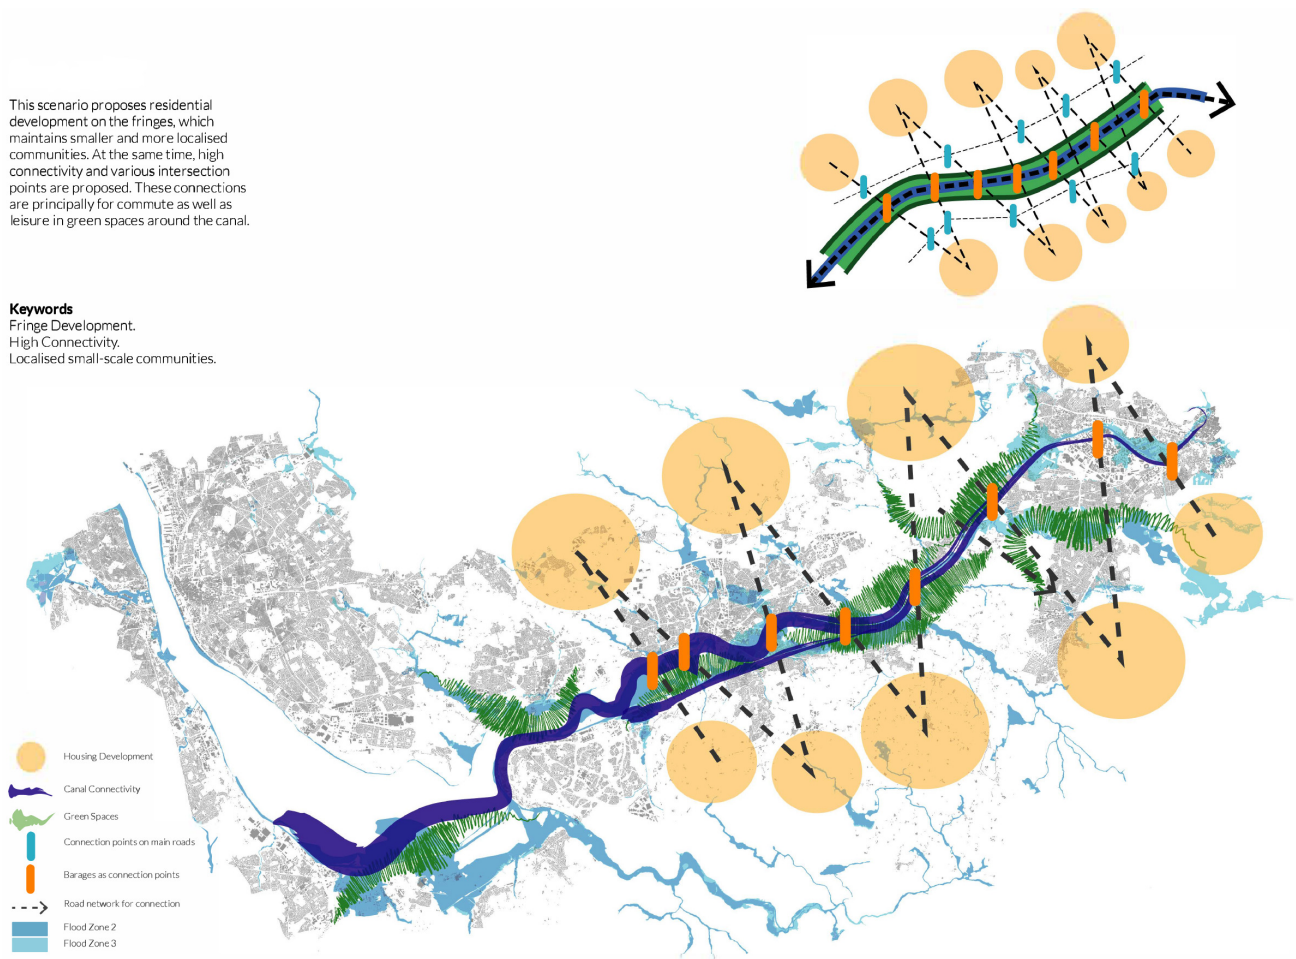 This scenario proposes residential
development on the fringes, which
maintains smaller and more localised
communities. At the same time, high
connectivity and various intersection
points are proposed. These connections
are principally for commute as well as
leisure in green spaces around the canal.
Keywords
Fringe Development.
High Connectivity.
Localised small-scale communities.
Housing Development
Canal Connectivity
Green Spaces
Connection points on main roads
Barages as connection points
Road network for connection
Flood Zone 2
Flood Zone 3